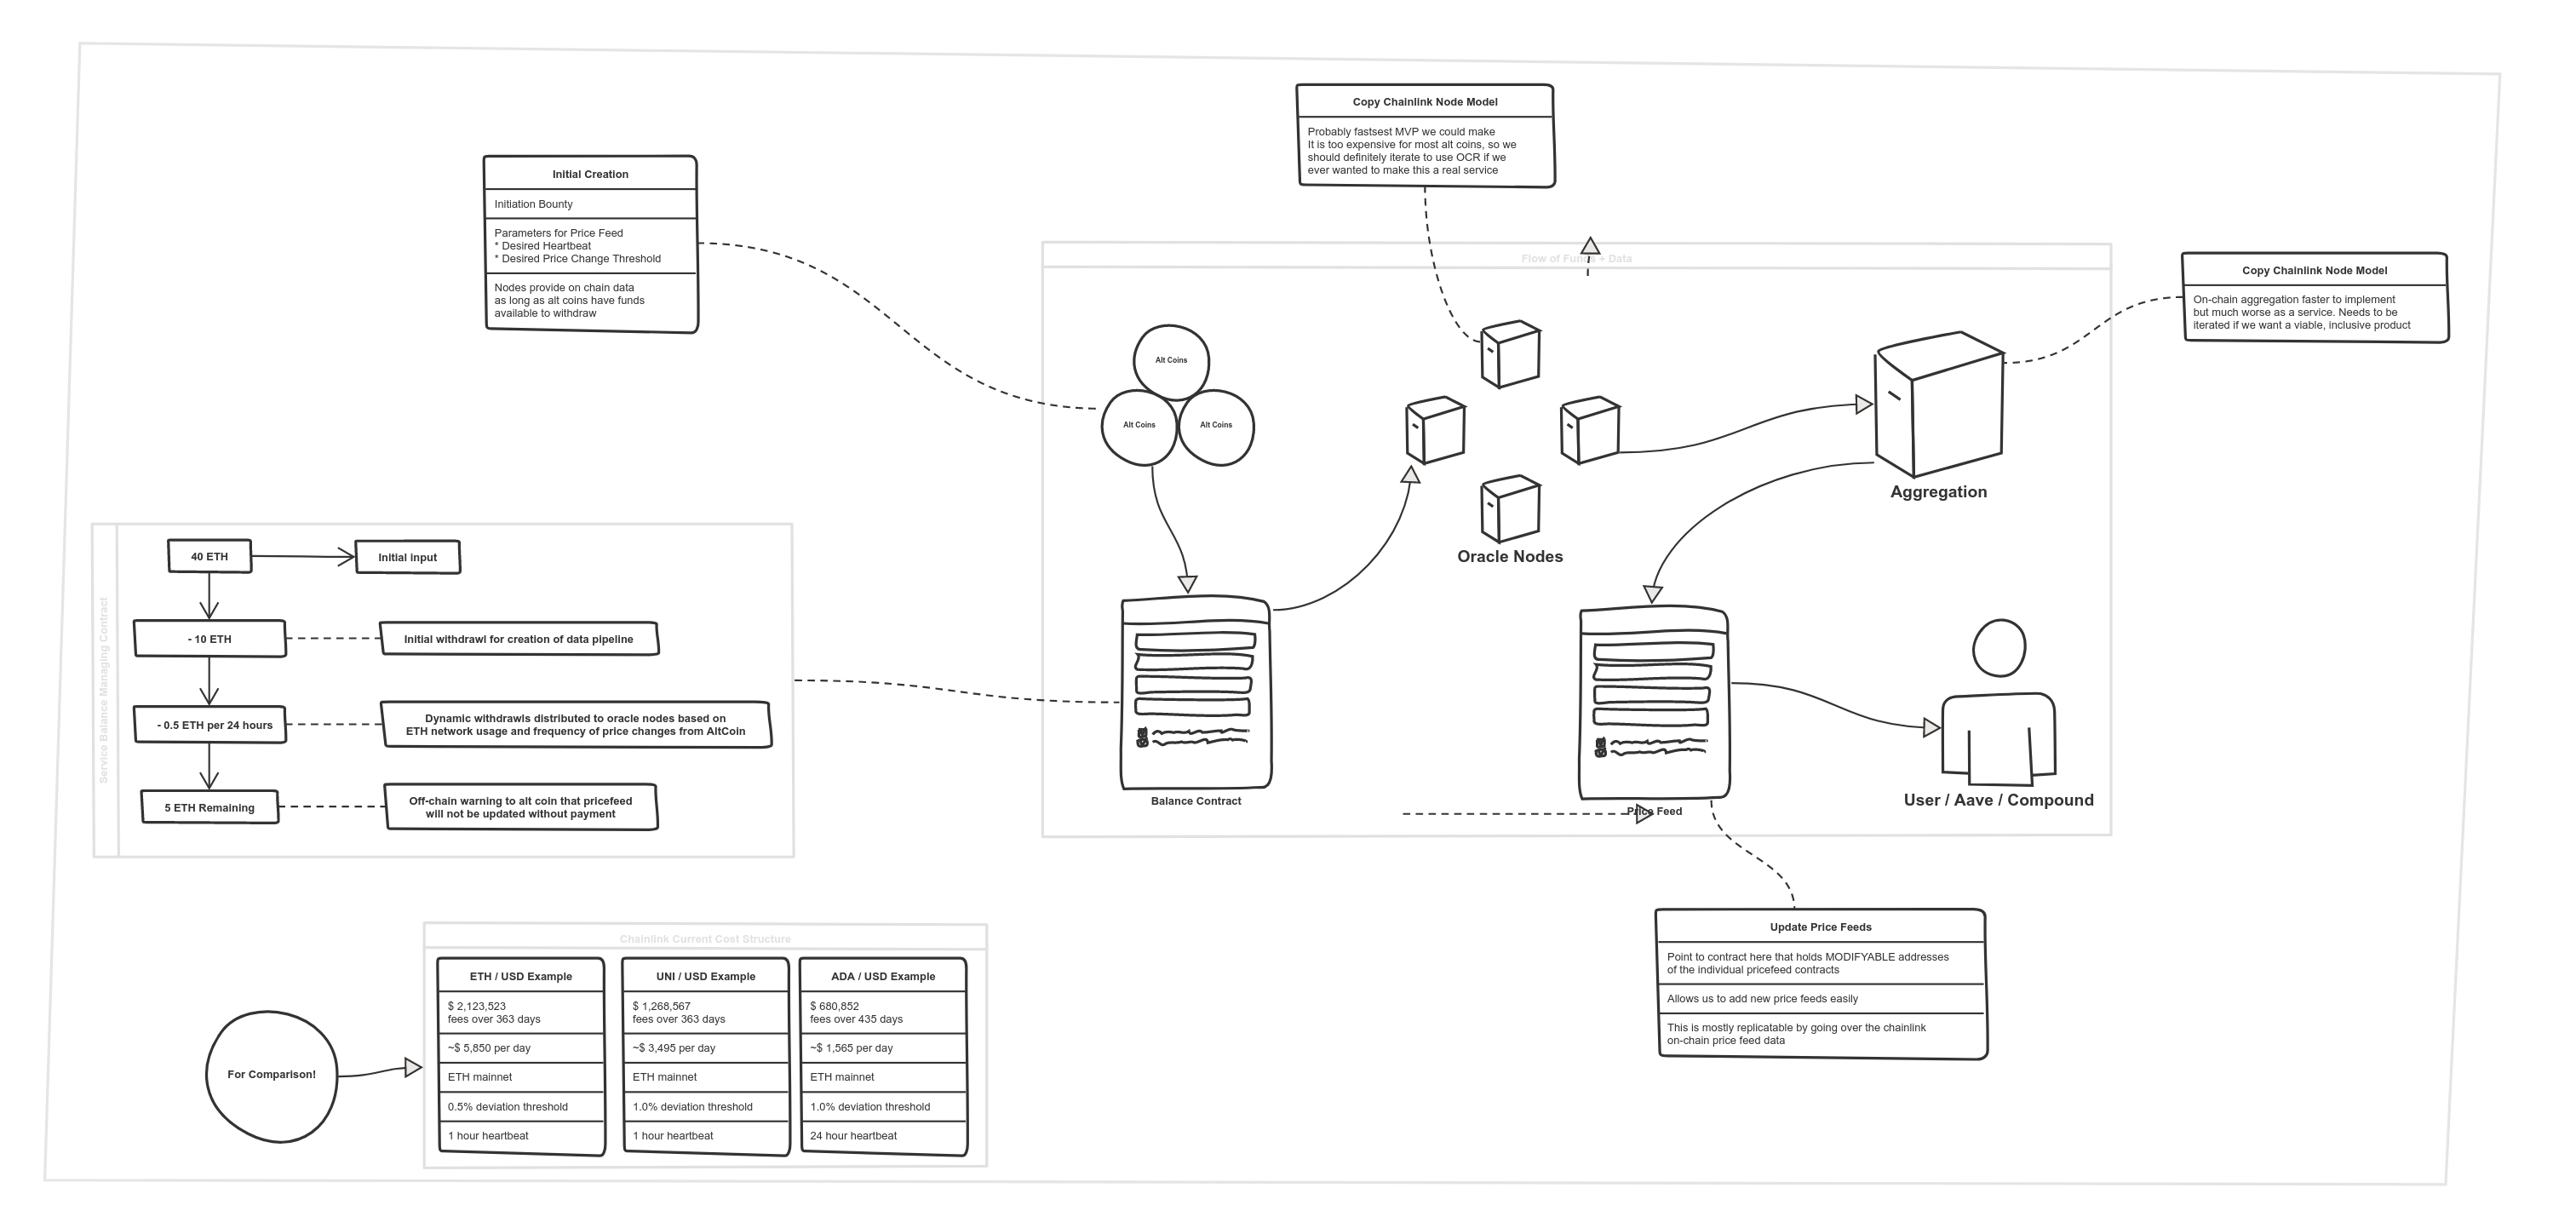 Copy Chainlink Node Model
Probably fastsest MVP we could make
It is too expensive for most alt coins, so we
should definitely iterate to use OCR if we
ever wanted to make this a real service
Initial Creation
Initiation Bounty
Parameters for Price Feed
* Desired Heartbeat
* Desired Price Change Threshold
Nodes provide on chain data
as long as alt coins have funds
available to withdraw
Flow of Funds + Data
Copy Chainlink Node Model
On-chain aggregation faster to implement
but much worse as a service. Needs to be
iterated if we want a viable, inclusive product
Alt Coins
Alt Coins
Alt Coins
Aggregation
Oracle Nodes
Balance Contract
Price Feed
User / Aave / Compound
Service Balance Managing Contract
40 ETH
Initial input
- 10 ETH
Initial withdrawl for creation of data pipeline
- 0.5 ETH per 24 hours
Dynamic withdrawls distributed to oracle nodes based on
ETH network usage and frequency of price changes from AltCoin
5 ETH Remaining
Off-chain warning to alt coin that pricefeed
will not be updated without payment
Update Price Feeds
Point to contract here that holds MODIFYABLE addresses
of the individual pricefeed contracts
Allows us to add new price feeds easily
This is mostly replicatable by going over the chainlink
on-chain price feed data
For Comparison!
Chainlink Current Cost Structure
ETH / USD Example
$ 2,123,523
fees over 363 days
~$ 5,850 per day
ETH mainnet
0.5% deviation threshold
1 hour heartbeat
UNI / USD Example
$ 1,268,567
fees over 363 days
~$ 3,495 per day
ETH mainnet
1.0% deviation threshold
1 hour heartbeat
ADA / USD Example
$ 680,852
fees over 435 days
~$ 1,565 per day
ETH mainnet
1.0% deviation threshold
24 hour heartbeat